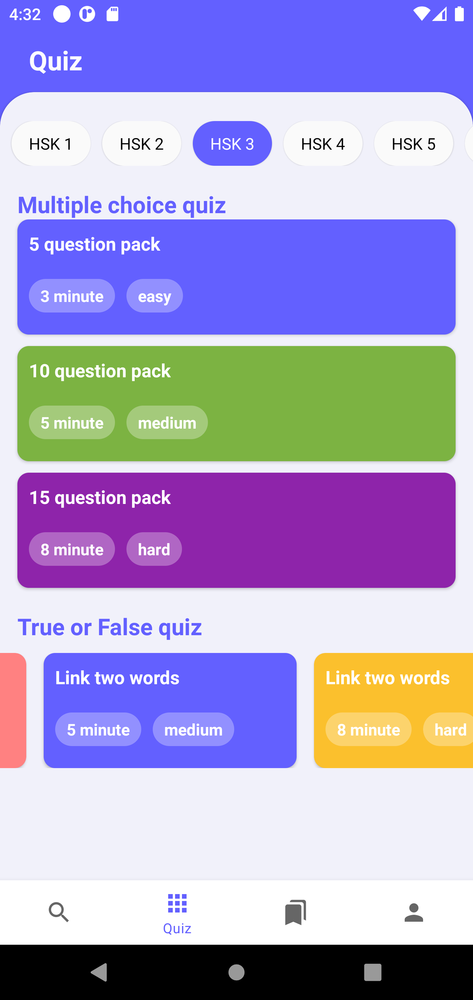 4:32
Quiz
HSK 1 HSK 2 HSK 3 HSK 4 HSK 5
Multiple choice quiz
5 question pack
3 minute easy
10 question pack
5 minute medium
15 question pack
8 minute hard
True or False quiz
Link two words Link two words
5 minute medium 8 minute hard
Quiz